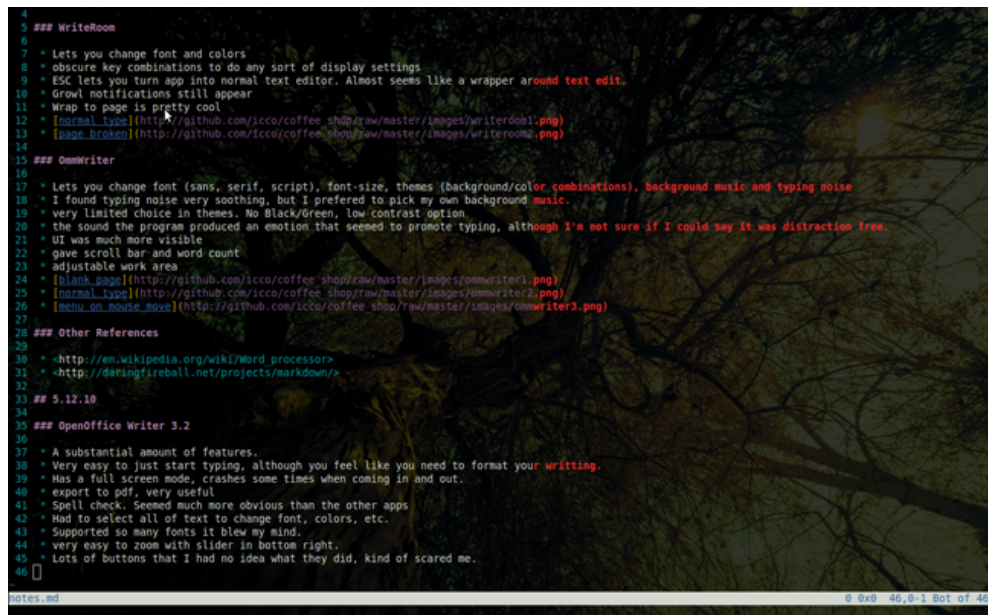 4
5 ### WriteRoom
6
7 * Lets you change font and colors
8 * obscure key combinations to do any sort of display settings
9 * ESC lets you turn app into normal text editor. Almost seems like a wrapper around text edit.
10 * Growl notifications still appear
11 * Wrap to page is pretty cool
12 * [normal type](http://github.com/icco/coffee_shop/raw/master/images/writeroom1.png)
13 * [page broken](http://github.com/icco/coffee_shop/raw/master/images/writeroom2.png)
14
15 ### OmmWriter
16
17 * Lets you change font (sans, serif, script), font-size, themes (background/color combinations), background music and typing noise
18 * I found typing noise very soothing, but I prefered to pick my own background music.
19 * very limited choice in themes. No Black/Green, low contrast option
20 * the sound the program produced an emotion that seemed to promote typing, although I'm not sure if I could say it was distraction free.
21 * UI was much more visible
22 * gave scroll bar and word count
23 * adjustable work area
24 * [blank page](http://github.com/icco/coffee_shop/raw/master/images/ommwriter1.png)
25 * [normal type](http://github.com/icco/coffee_shop/raw/master/images/ommwriter2.png)
26 * [menu on mouse move](http://github.com/icco/coffee_shop/raw/master/images/ommwriter3.png)
27
28 ### Other References
29
30 * <http://en.wikipedia.org/wiki/Word_processor>
31 * <http://daringfireball.net/projects/markdown/>
32
33 ## 5.12.10
34
35 ### OpenOffice Writer 3.2
36
37 * A substantial amount of features.
38 * Very easy to just start typing, although you feel like you need to format your writting.
39 * Has a full screen mode, crashes some times when coming in and out.
40 * export to pdf, very useful
41 * Spell check. Seemed much more obvious than the other apps
42 * Had to select all of text to change font, colors, etc.
43 * Supported so many fonts it blew my mind.
44 * very easy to zoom with slider in bottom right.
45 * Lots of buttons that I had no idea what they did, kind of scared me.
46
~
notes.md 0 0x0 46,0-1 Bot of 46